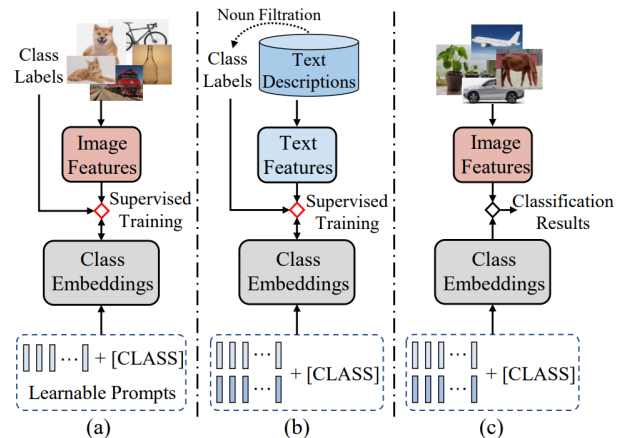 Class
Labels
Image
Features
Supervised
Training
Class
Embeddings
... + [CLASS]
Learnable Prompts
(a)
Noun Filtration
Class
Labels
Text
Descriptions
Text
Features
Supervised
Training
Class
Embeddings
...
+ [CLASS]
...
(b)
Image
Features
Classification
Results
Class
Embeddings
...
+ [CLASS]
...
(c)